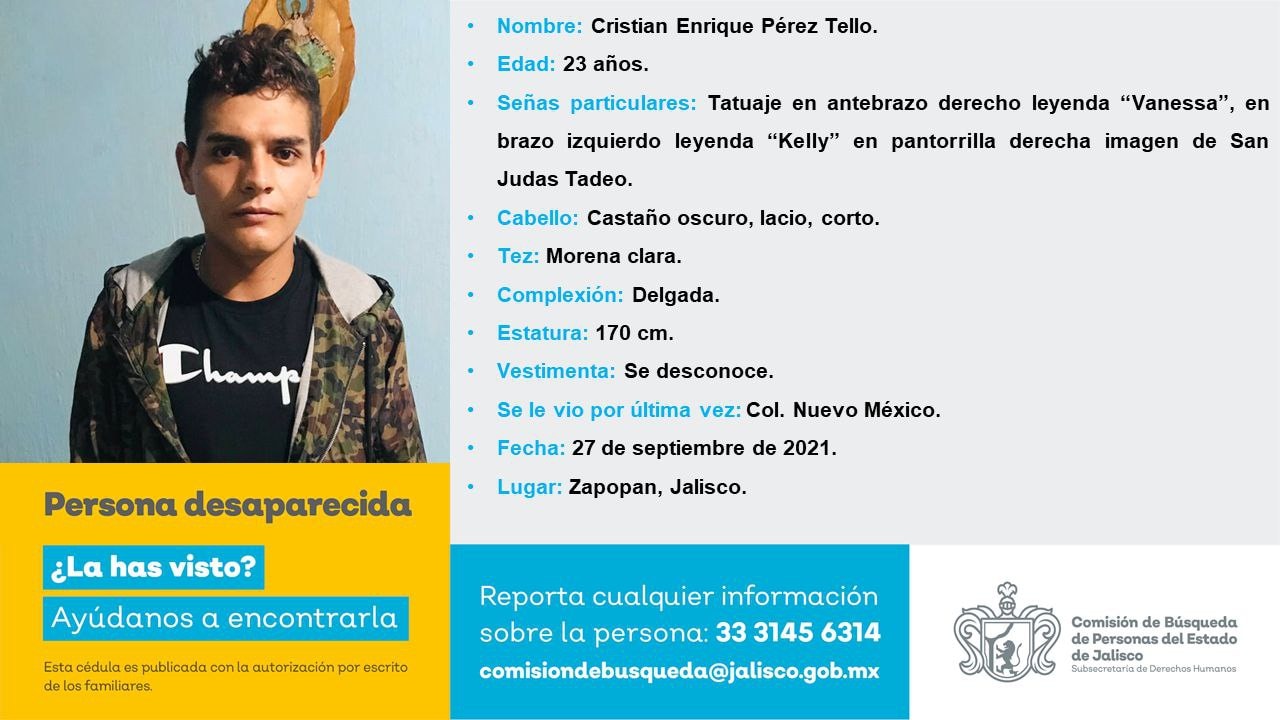 Nombre: Cristian Enrique Pérez Tello.
Edad: 23 años.
Señas particulares: Tatuaje en antebrazo derecho leyenda “Vanessa”, en
brazo izquierdo leyenda “Kelly” en pantorrilla derecha imagen de San
Judas Tadeo.
Cabello: Castaño oscuro, lacio, corto.
Tez: Morena clara.
Complexión: Delgada.
Estatura: 170 cm.
Vestimenta: Se desconoce.
Se le vio por última vez: Col. Nuevo México.
Fecha: 27 de septiembre de 2021.
Lugar: Zapopan, Jalisco.
Champ
Persona desaparecida
¿La has visto?
Ayúdanos a encontrarla
Esta cédula es publicada con la autorización por escrito
de los familiares.
Reporta cualquier información
sobre la persona: 33 3145 6314
comisiondebusqueda@jalisco.gob.mx
Comisión de Búsqueda
de Personas del Estado
de Jalisco
Subsecretaría de Derechos Humanos